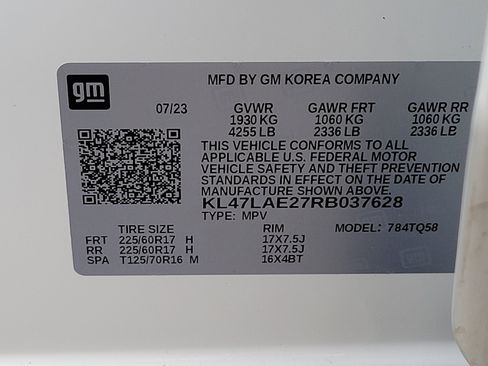 gm
MFD BY GM KOREA COMPANY
07/23 GVWR GAWR FRT GAWR RR
1930 KG 1060 KG 1060 KG
4255 LB 2336 LB 2336 LB
THIS VEHICLE CONFORMS TO ALL
APPLICABLE U.S. FEDERAL MOTOR
VEHICLE SAFETY AND THEFT PREVENTION
STANDARDS IN EFFECT ON THE DATE OF
MANUFACTURE SHOWN ABOVE.
KL47LAE27RB037628
TYPE: MPV MODEL: 784TQ58
TIRE SIZE RIM
FRT 225/60R17 H 17X7.5J
RR 225/60R17 H 17X7.5J
SPA T125/70R16 M 16X4BT